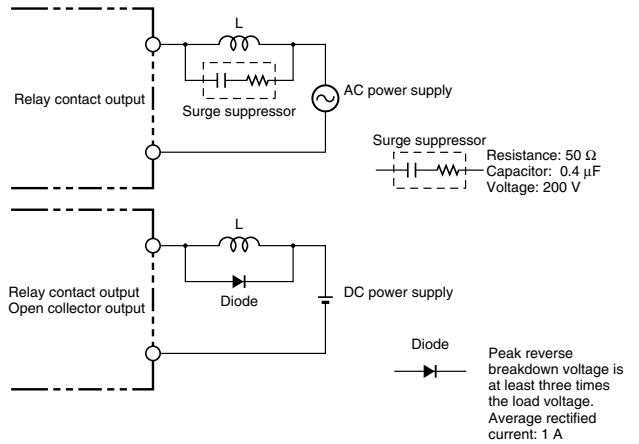 L
Relay contact output
Surge suppressor
AC power supply
Surge suppressor
Resistance: 50 Ω
Capacitor: 0.4 μF
Voltage: 200 V
L
Relay contact output
Open collector output
Diode
DC power supply
Diode
Peak reverse
breakdown voltage is
at least three times
the load voltage.
Average rectified
current: 1 A